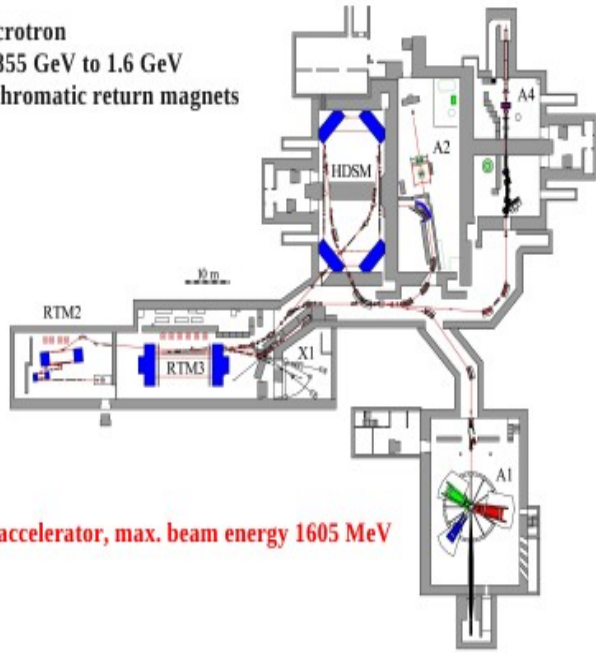 crotron
855 GeV to 1.6 GeV
hromatic return magnets
A4
A2
HDSM
10 m
RTM2
X1
RTM3
A1
accelerator, max. beam energy 1605 MeV